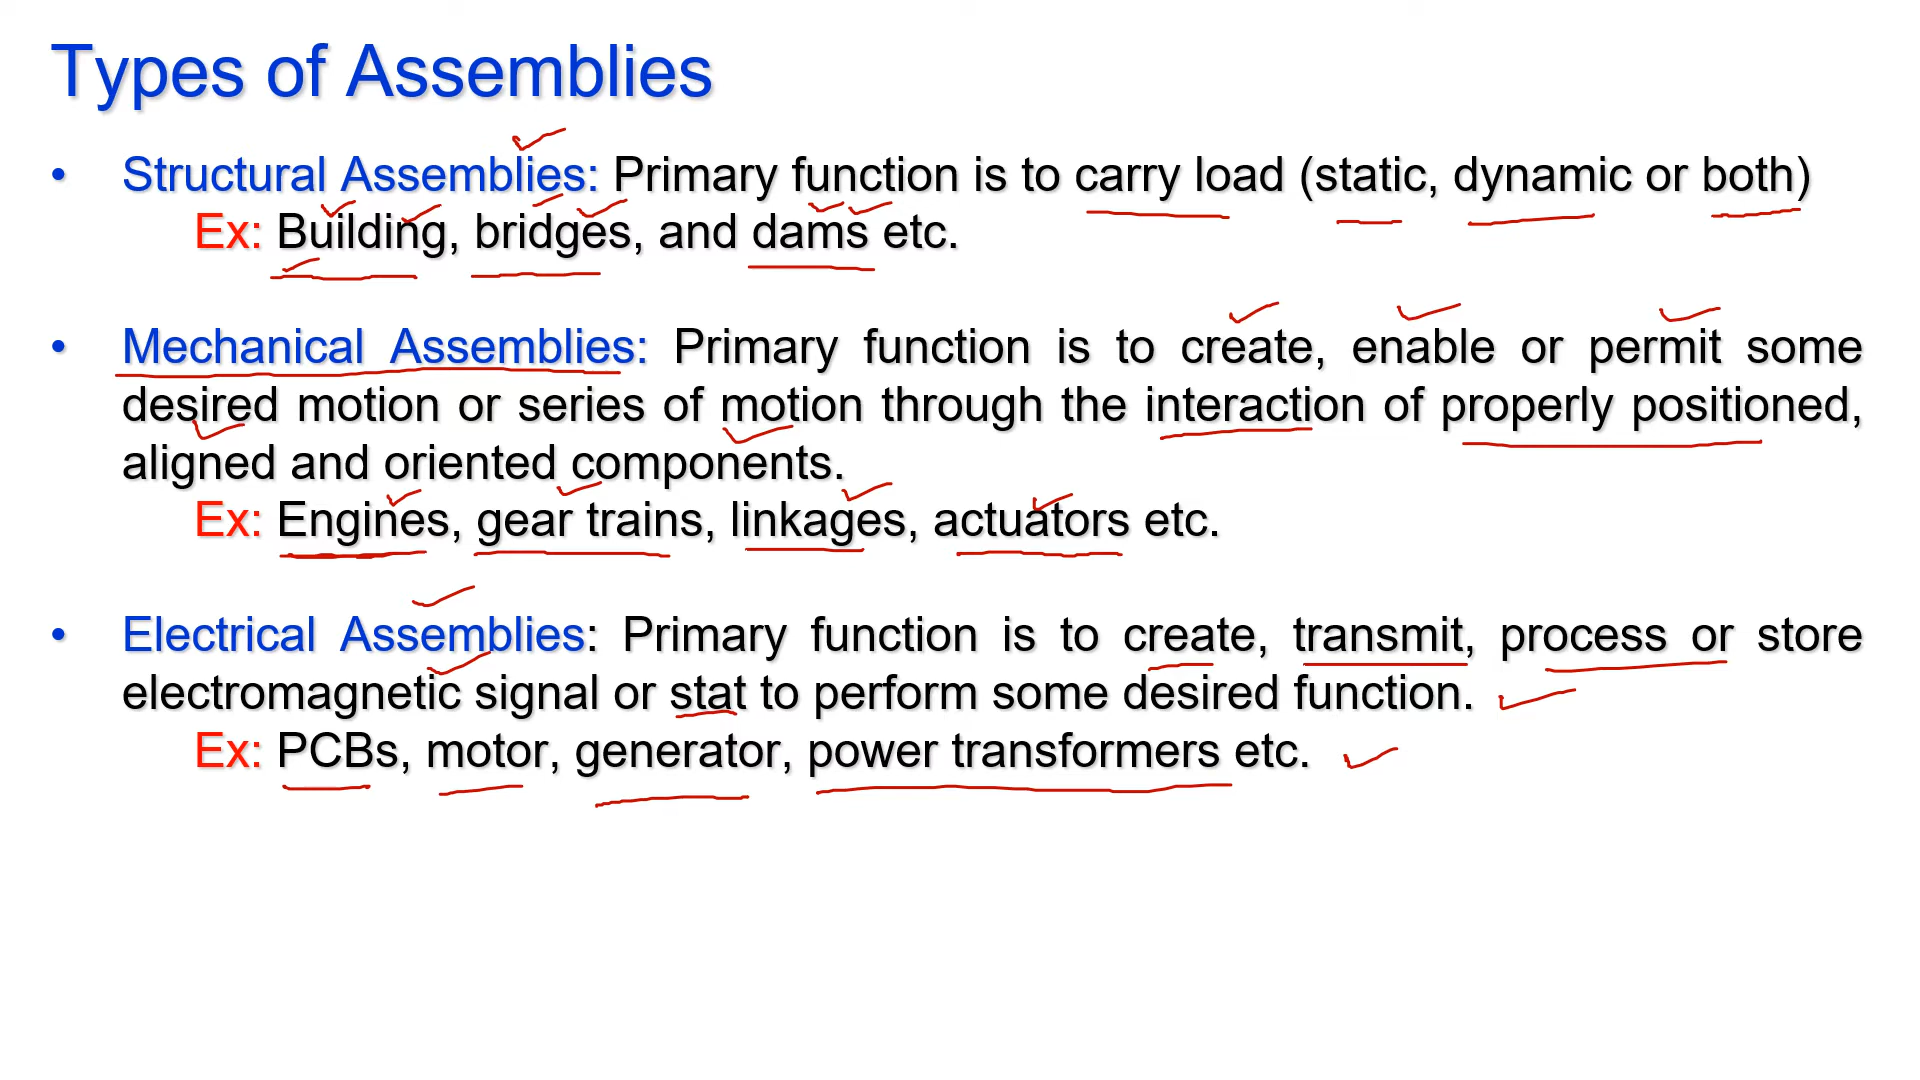 Types of Assemblies
• Structural Assemblies: Primary function is to carry load (static, dynamic or both)
Ex: Building, bridges, and dams etc.
• Mechanical Assemblies: Primary function is to create, enable or permit some
desired motion or series of motion through the interaction of properly positioned,
aligned and oriented components.
Ex: Engines, gear trains, linkages, actuators etc.
• Electrical Assemblies: Primary function is to create, transmit, process or store
electromagnetic signal or stat to perform some desired function.
Ex: PCBs, motor, generator, power transformers etc.